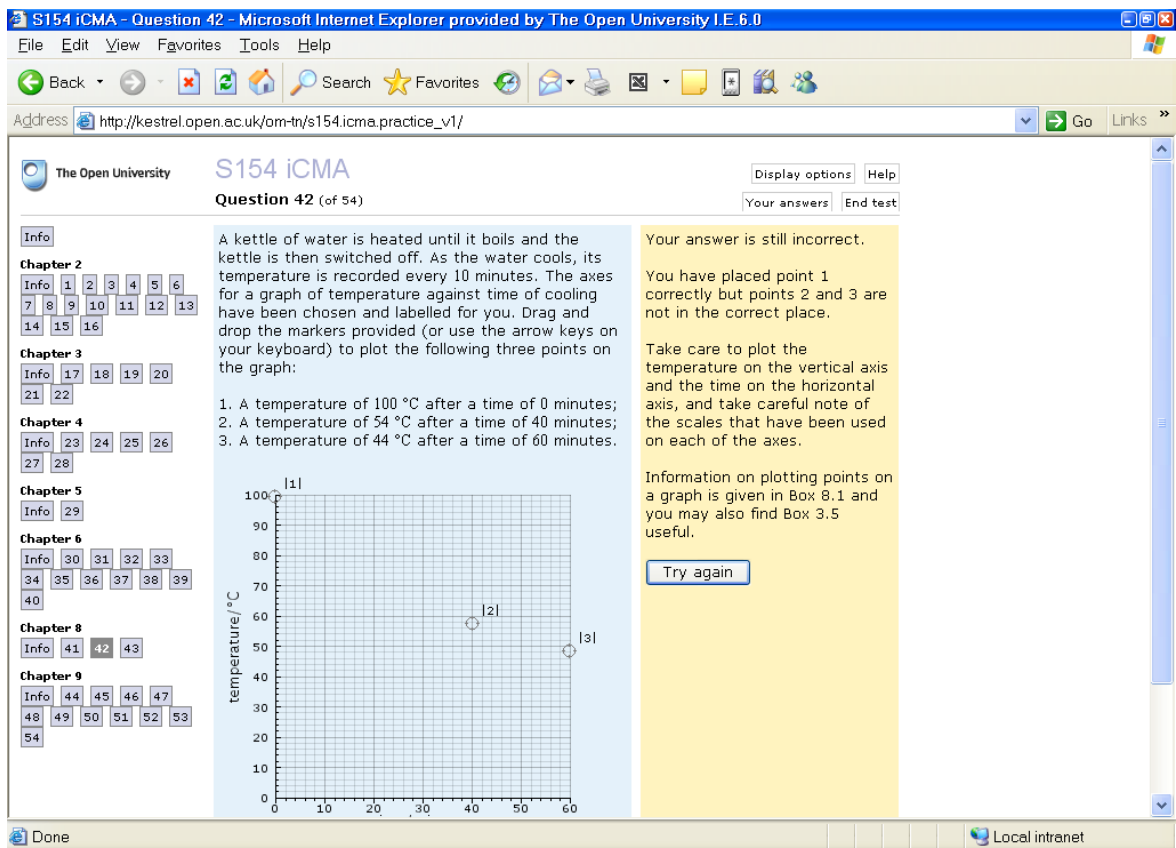 S154 iCMA - Question 42 - Microsoft Internet Explorer provided by The Open University I.E.6.0
File Edit View Favorites Tools Help
Back Search Favorites
Address http://kestrel.open.ac.uk/om-tn/s154.icma.practice_v1/ Go Links »
The Open University
S154 iCMA
Question 42 (of 54)
Display options Help
Your answers End test
Info
Chapter 2
Info 1 2 3 4 5 6
7 8 9 10 11 12 13
14 15 16
Chapter 3
Info 17 18 19 20
21 22
Chapter 4
Info 23 24 25 26
27 28
Chapter 5
Info 29
Chapter 6
Info 30 31 32 33
34 35 36 37 38 39
40
Chapter 8
Info 41 42 43
Chapter 9
Info 44 45 46 47
48 49 50 51 52 53
54
A kettle of water is heated until it boils and the
kettle is then switched off. As the water cools, its
temperature is recorded every 10 minutes. The axes
for a graph of temperature against time of cooling
have been chosen and labelled for you. Drag and
drop the markers provided (or use the arrow keys on
your keyboard) to plot the following three points on
the graph:
1. A temperature of 100 °C after a time of 0 minutes;
2. A temperature of 54 °C after a time of 40 minutes;
3. A temperature of 44 °C after a time of 60 minutes.
|1|
|2|
|3|
temperature/°C
100
90
80
70
60
50
40
30
20
10
0
0 10 20 30 40 50 60
Your answer is still incorrect.
You have placed point 1
correctly but points 2 and 3 are
not in the correct place.
Take care to plot the
temperature on the vertical axis
and the time on the horizontal
axis, and take careful note of
the scales that have been used
on each of the axes.
Information on plotting points on
a graph is given in Box 8.1 and
you may also find Box 3.5
useful.
Try again
Done
Local intranet